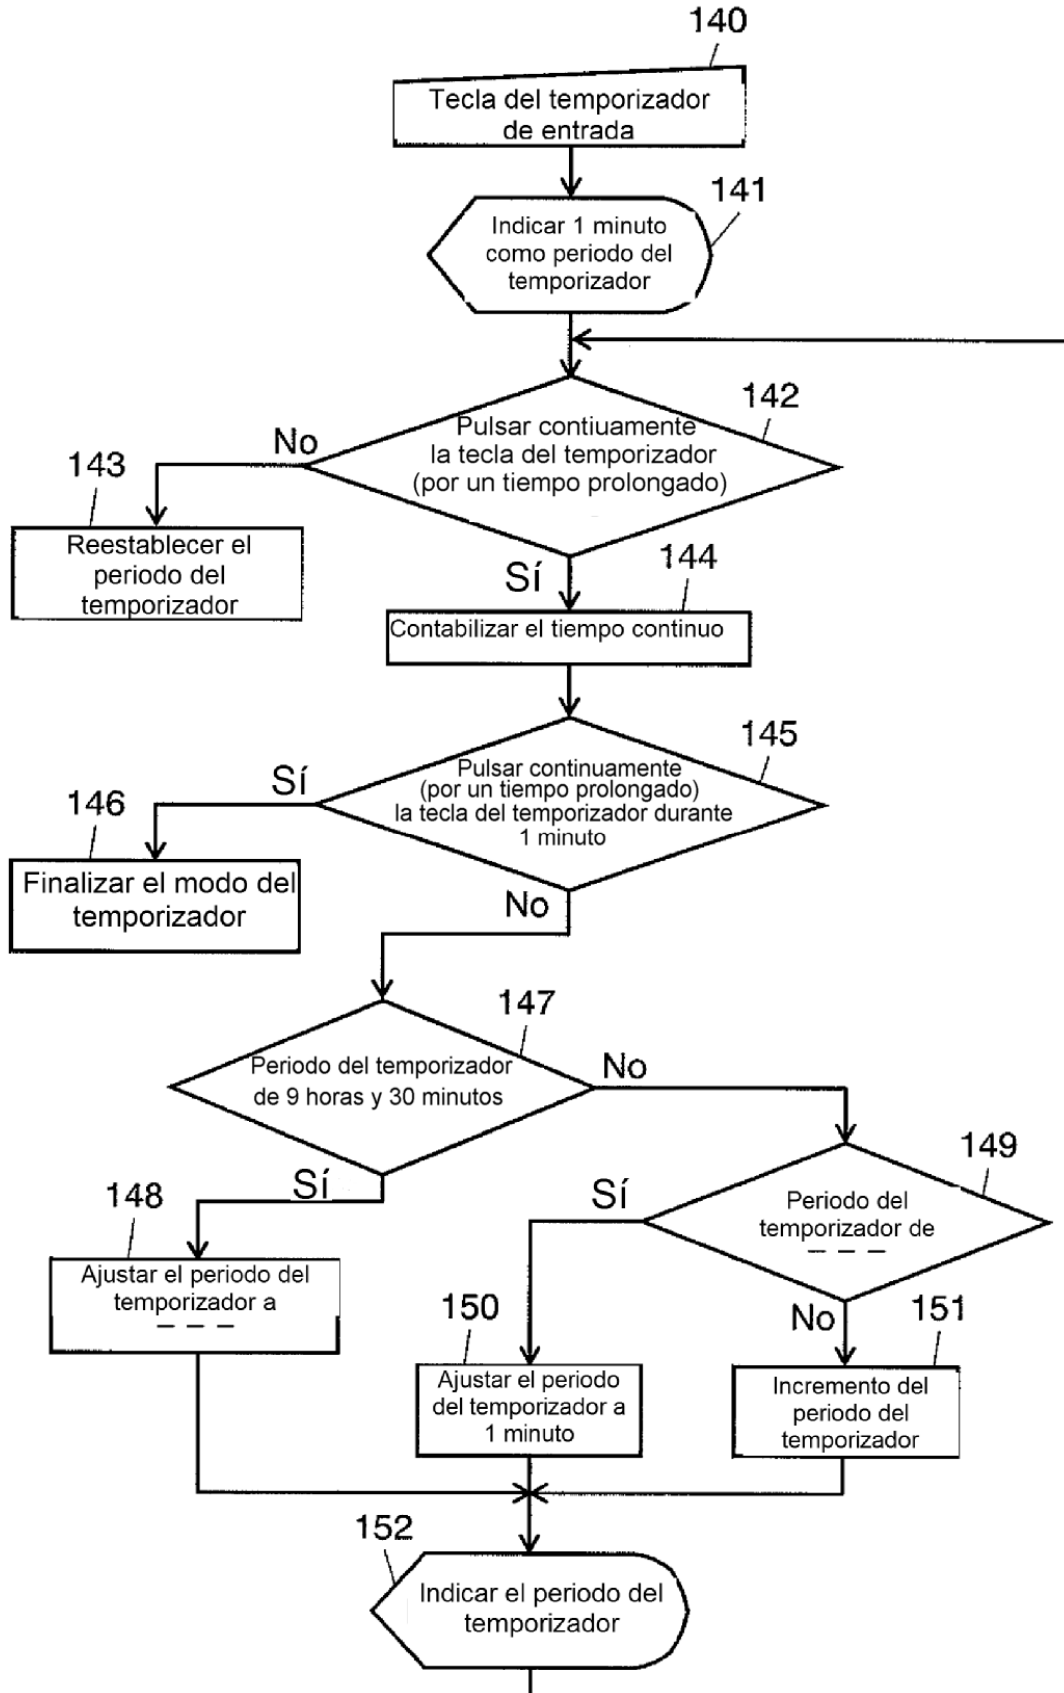 140
Tecla del temporizador
de entrada
141
Indicar 1 minuto
como periodo del
temporizador
142
Pulsar contiuamente
la tecla del temporizador
(por un tiempo prolongado)
No
143
Reestablecer el
periodo del
temporizador
Sí
144
Contabilizar el tiempo continuo
145
Pulsar continuamente
(por un tiempo prolongado)
la tecla del temporizador durante
1 minuto
Sí
146
Finalizar el modo del
temporizador
No
147
Periodo del temporizador
de 9 horas y 30 minutos
No
149
Periodo del
temporizador de
_ _ _
Sí
148
Ajustar el periodo del
temporizador a
_ _ _ _
Sí
150
Ajustar el periodo
del temporizador a
1 minuto
No
151
Incremento del
periodo del
temporizador
152
Indicar el periodo del
temporizador